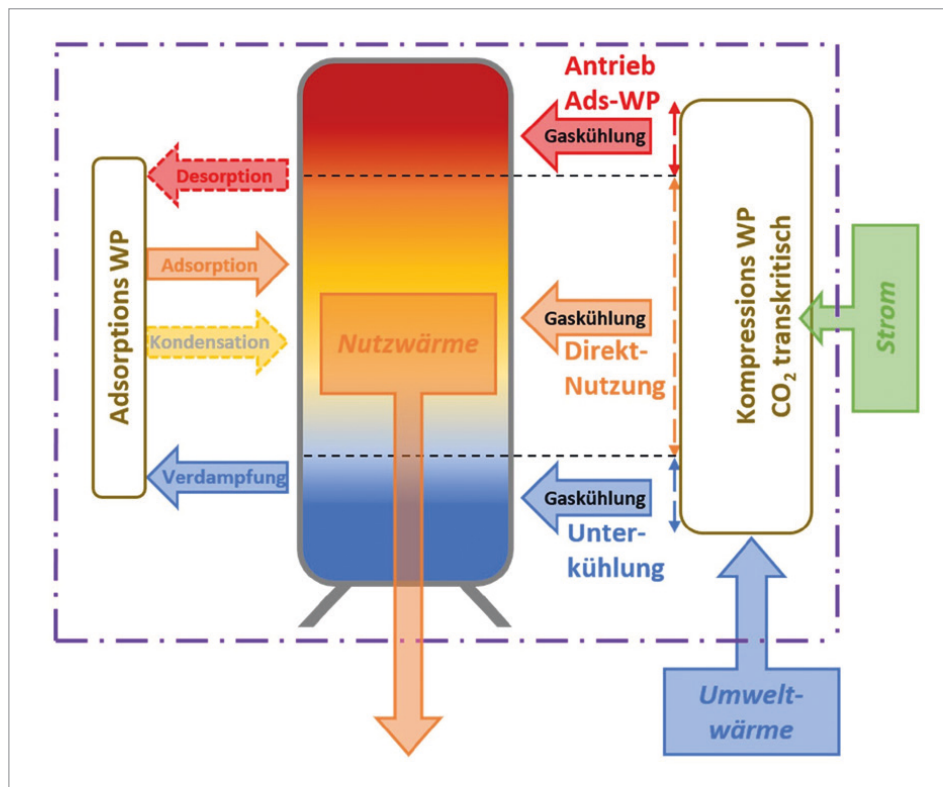 Antrieb
Ads-WP
Gaskühlung
Desorption
Adsorptions WP
Adsorption
Kondensation
Nutzwärme
Gaskühlung
Direkt-
Nutzung
Kompressions WP
CO₂ transkritisch
Strom
Verdampfung
Gaskühlung
Unter-
kühlung
Umwelt-
wärme